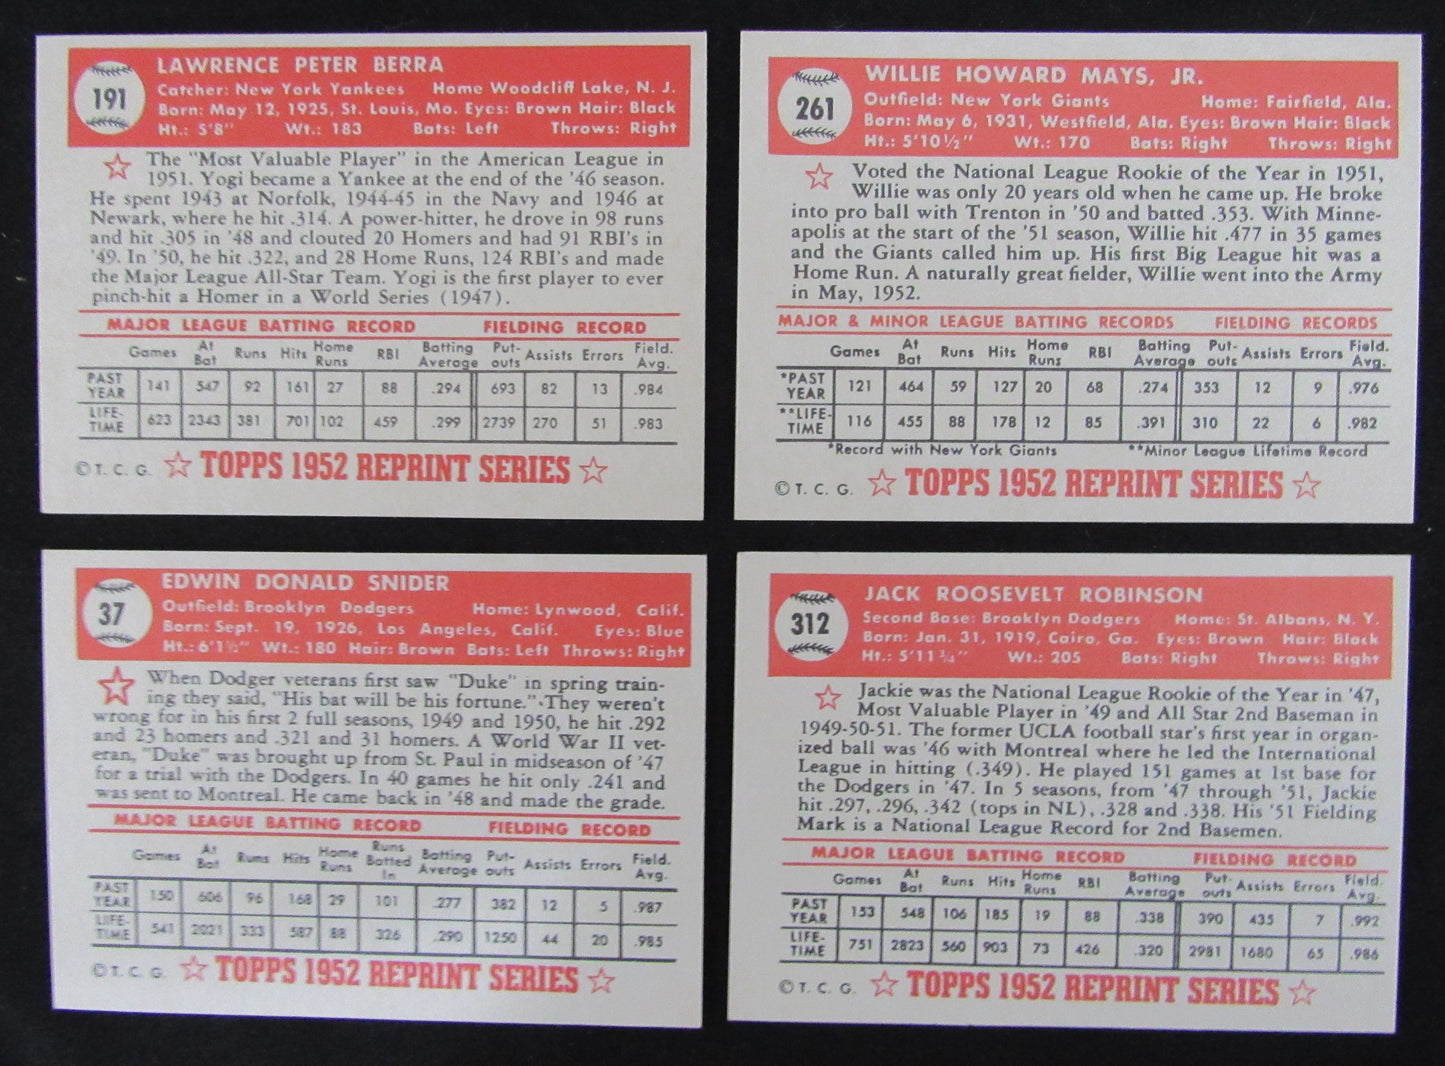 191
LAWRENCE PETER BERRA
Catcher: New York Yankees Home Woodcliff Lake, N. J.
Born: May 12, 1925, St. Louis, Mo. Eyes: Brown Hair: Black
Ht.: 5'8" Wt.: 183 Bats: Left Throws: Right
The "Most Valuable Player" in the American League in
1951. Yogi became a Yankee at the end of the '46 season.
He spent 1943 at Norfolk, 1944-45 in the Navy and 1946 at
Newark, where he hit .314. A power-hitter, he drove in 98 runs
and hit .305 in '48 and clouted 20 Homers and had 91 RBI's in
'49. In '50, he hit .322, and 28 Home Runs, 124 RBI's and made
the Major League All-Star Team. Yogi is the first player to ever
pinch-hit a Homer in a World Series (1947).
MAJOR LEAGUE BATTING RECORD FIELDING RECORD
Games At Bat Runs Hits Home Runs RBI Batting Average Put-outs Assists Errors Field. Avg.
PAST YEAR 141 547 92 161 27 88 .294 693 82 13 .984
LIFE-TIME 623 2343 381 701 102 459 .299 2739 270 51 .983
© T. C. G. TOPPS 1952 REPRINT SERIES
261
WILLIE HOWARD MAYS, JR.
Outfield: New York Giants Home: Fairfield, Ala.
Born: May 6, 1931, Westfield, Ala. Eyes: Brown Hair: Black
Ht.: 5'10½" Wt.: 170 Bats: Right Throws: Right
Voted the National League Rookie of the Year in 1951,
Willie was only 20 years old when he came up. He broke
into pro ball with Trenton in '50 and batted .353. With Minne-
apolis at the start of the '51 season, Willie hit .477 in 35 games
and the Giants called him up. His first Big League hit was a
Home Run. A naturally great fielder, Willie went into the Army
in May, 1952.
MAJOR & MINOR LEAGUE BATTING RECORDS FIELDING RECORDS
Games At Bat Runs Hits Home Runs RBI Batting Average Put-outs Assists Errors Field. Avg.
*PAST YEAR 121 464 59 127 20 68 .274 353 12 9 .976
**LIFE-TIME 116 455 88 178 12 85 .391 310 22 6 .982
*Record with New York Giants **Minor League Lifetime Record
© T. C. G. TOPPS 1952 REPRINT SERIES
37
EDWIN DONALD SNIDER
Outfield: Brooklyn Dodgers Home: Lynwood, Calif.
Born: Sept. 19, 1926, Los Angeles, Calif. Eyes: Blue
Ht.: 6'1½" Wt.: 180 Hair: Brown Bats: Left Throws: Right
When Dodger veterans first saw "Duke" in spring train-
ing they said, "His bat will be his fortune." They weren't
wrong for in his first 2 full seasons, 1949 and 1950, he hit .292
and 23 homers and .321 and 31 homers. A World War II vet-
eran, "Duke" was brought up from St. Paul in midseason of '47
for a trial with the Dodgers. In 40 games he hit only .241 and
was sent to Montreal. He came back in '48 and made the grade.
MAJOR LEAGUE BATTING RECORD FIELDING RECORD
Games At Bat Runs Hits Home Runs Runs Batted In Batting Average Put-outs Assists Errors Field. Avg.
PAST YEAR 150 606 96 168 29 101 .277 382 12 5 .987
LIFE-TIME 541 2021 333 587 88 326 .290 1250 44 20 .985
© T. C. G. TOPPS 1952 REPRINT SERIES
312
JACK ROOSEVELT ROBINSON
Second Base: Brooklyn Dodgers Home: St. Albans, N. Y.
Born: Jan. 31, 1919, Cairo, Ga. Eyes: Brown Hair: Black
Ht.: 5'11¾" Wt.: 205 Bats: Right Throws: Right
Jackie was the National League Rookie of the Year in '47,
Most Valuable Player in '49 and All Star 2nd Baseman in
1949-50-51. The former UCLA football star's first year in organ-
ized ball was '46 with Montreal where he led the International
League in hitting (.349). He played 151 games at 1st base for
the Dodgers in '47. In 5 seasons, from '47 through '51, Jackie
hit .297, .296, .342 (tops in NL), .328 and .338. His '51 Fielding
Mark is a National League Record for 2nd Basemen.
MAJOR LEAGUE BATTING RECORD FIELDING RECORD
Games At Bat Runs Hits Home Runs RBI Batting Average Put-outs Assists Errors Field. Avg.
PAST YEAR 153 548 106 185 19 88 .338 390 435 7 .992
LIFE-TIME 751 2823 560 903 73 426 .320 2981 1680 65 .986
© T. C. G. TOPPS 1952 REPRINT SERIES